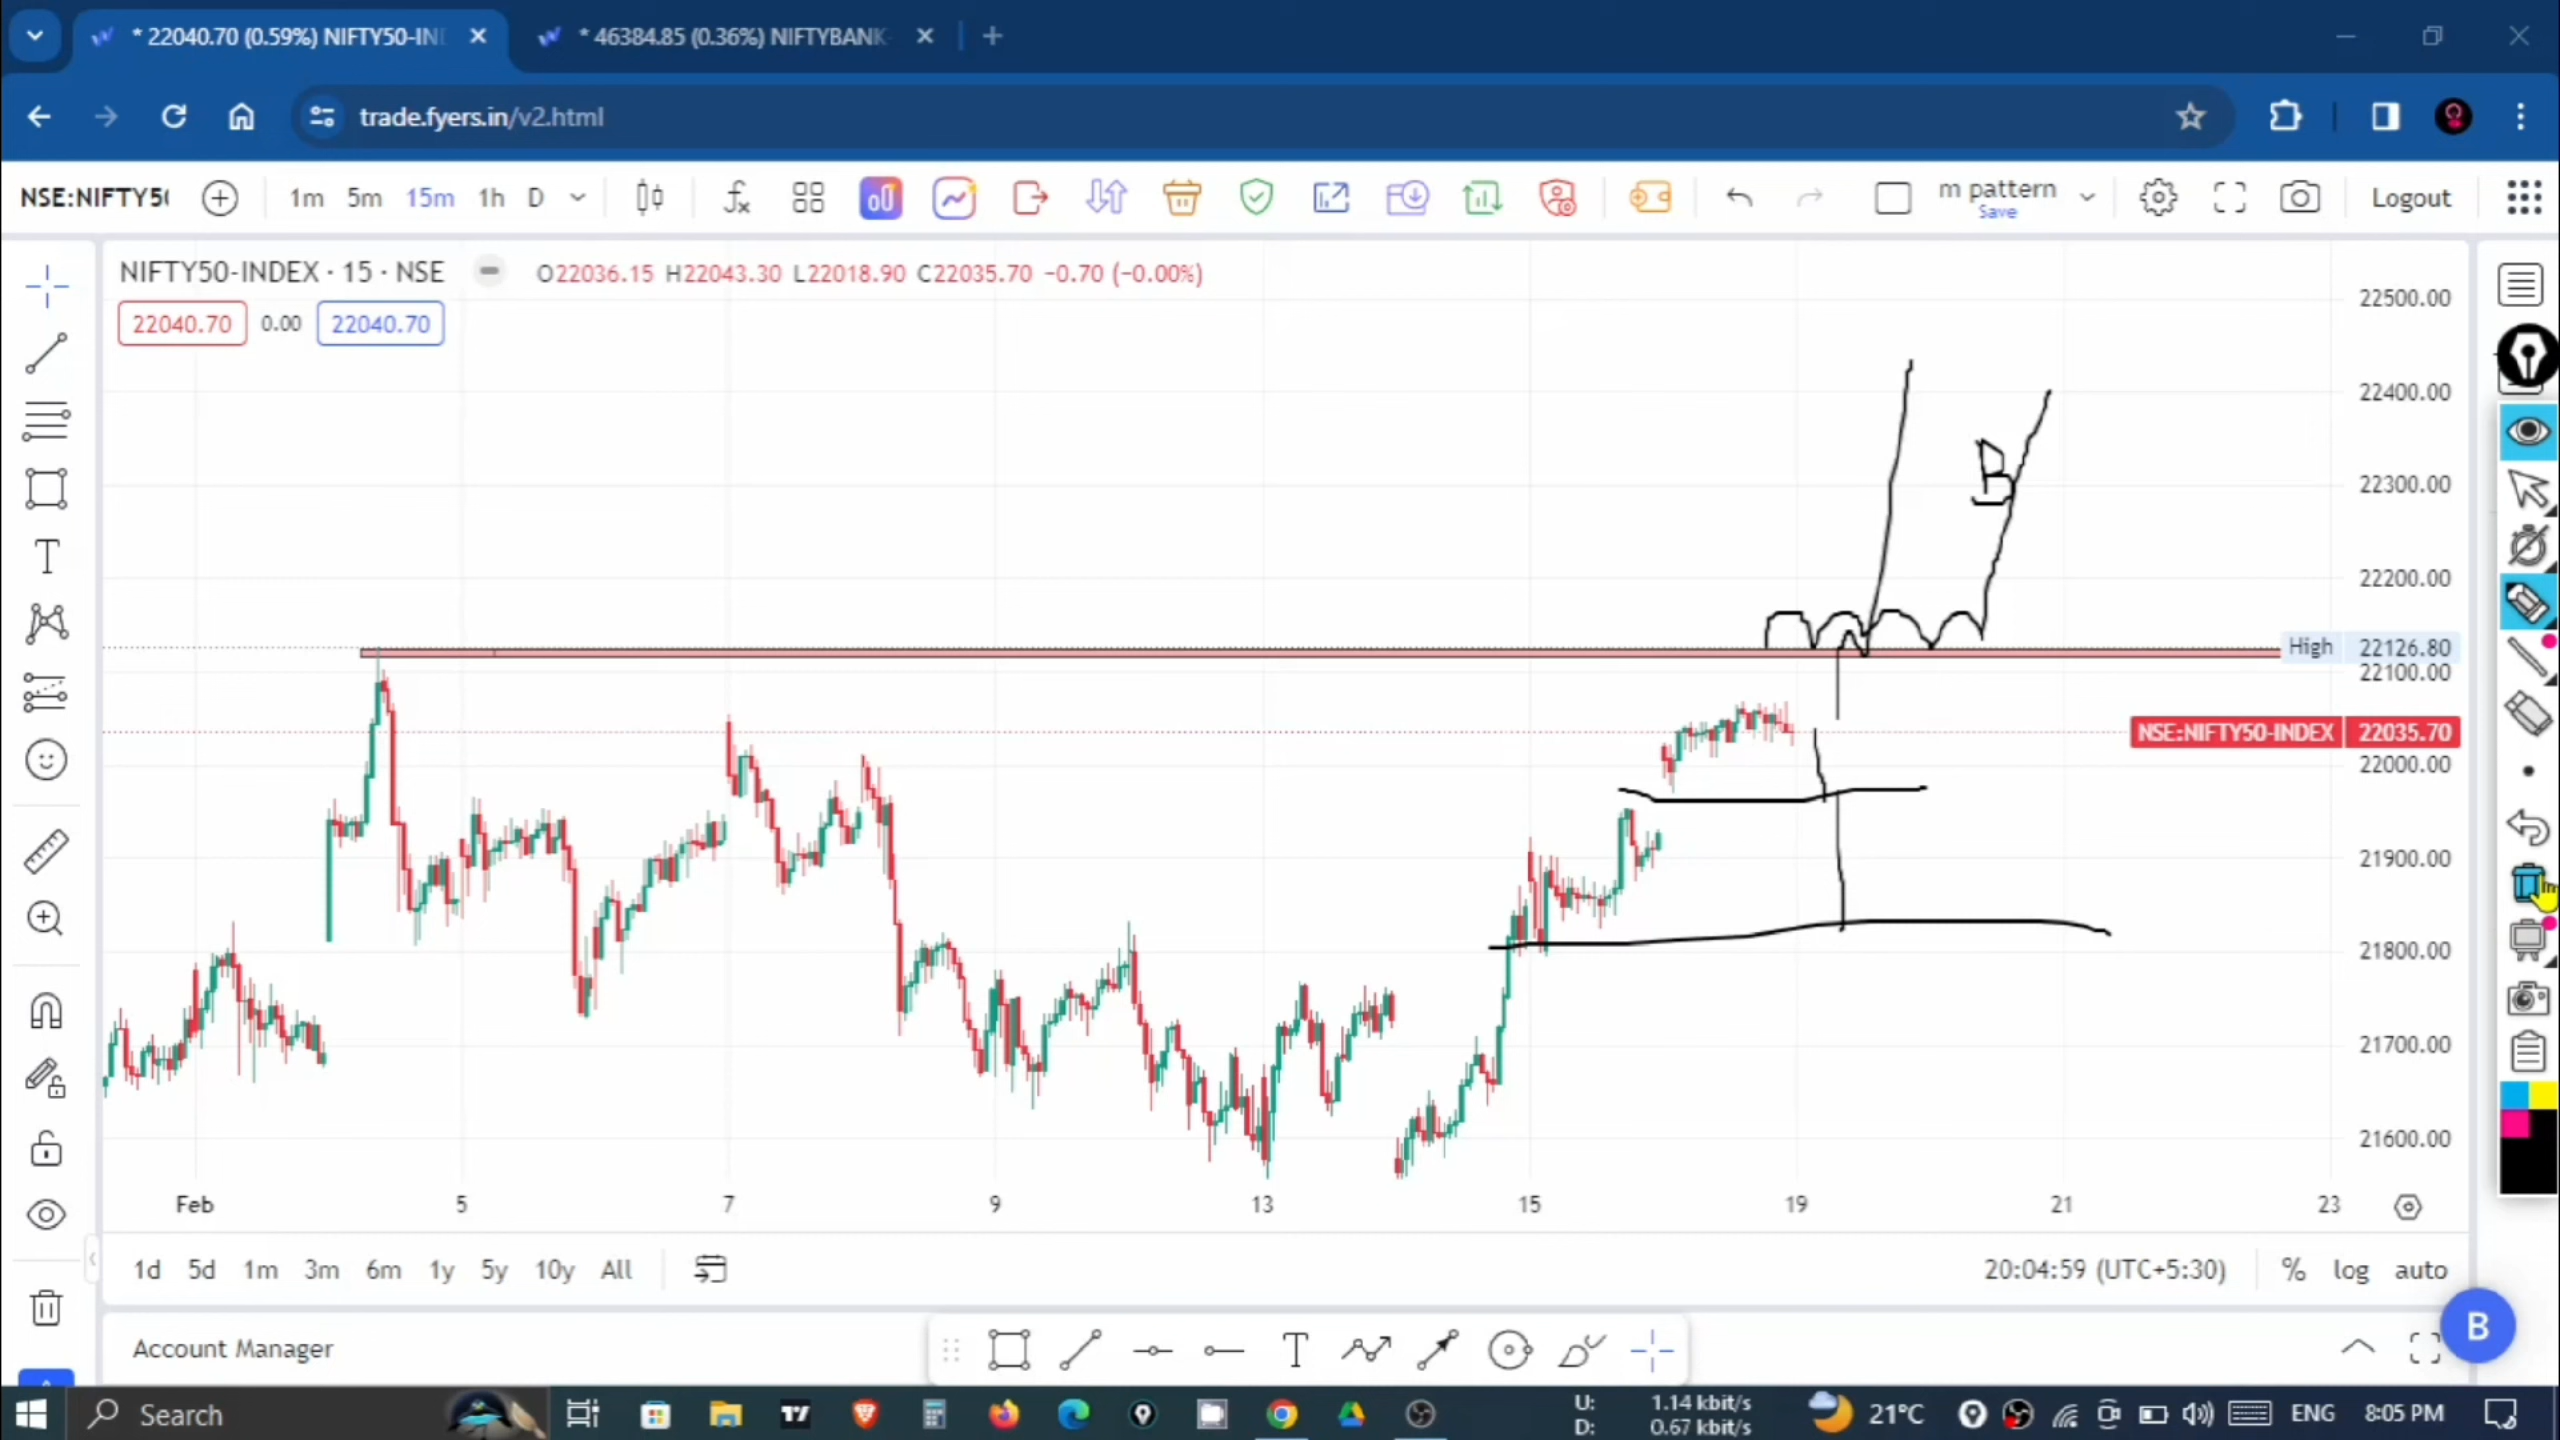 * 22040.70 (0.59%) NIFTY50-IN
* 46384.85 (0.36%) NIFTYBANK-
trade.fyers.in/v2.html
NSE:NIFTY50 1m 5m 15m 1h D m pattern Save Logout
NIFTY50-INDEX · 15 · NSE O22036.15 H22043.30 L22018.90 C22035.70 −0.70 (−0.00%)
22040.70 0.00 22040.70
22500.00
22400.00
B
22300.00
22200.00
High 22126.80
22100.00
NSE:NIFTY50-INDEX 22035.70
22000.00
21900.00
21800.00
21700.00
21600.00
Feb 5 7 9 13 15 19 21 23
1d 5d 1m 3m 6m 1y 5y 10y All 20:04:59 (UTC+5:30) % log auto
B
Account Manager
Search U: 1.14 kbit/s 21°C ENG 8:05 PM
D: 0.67 kbit/s